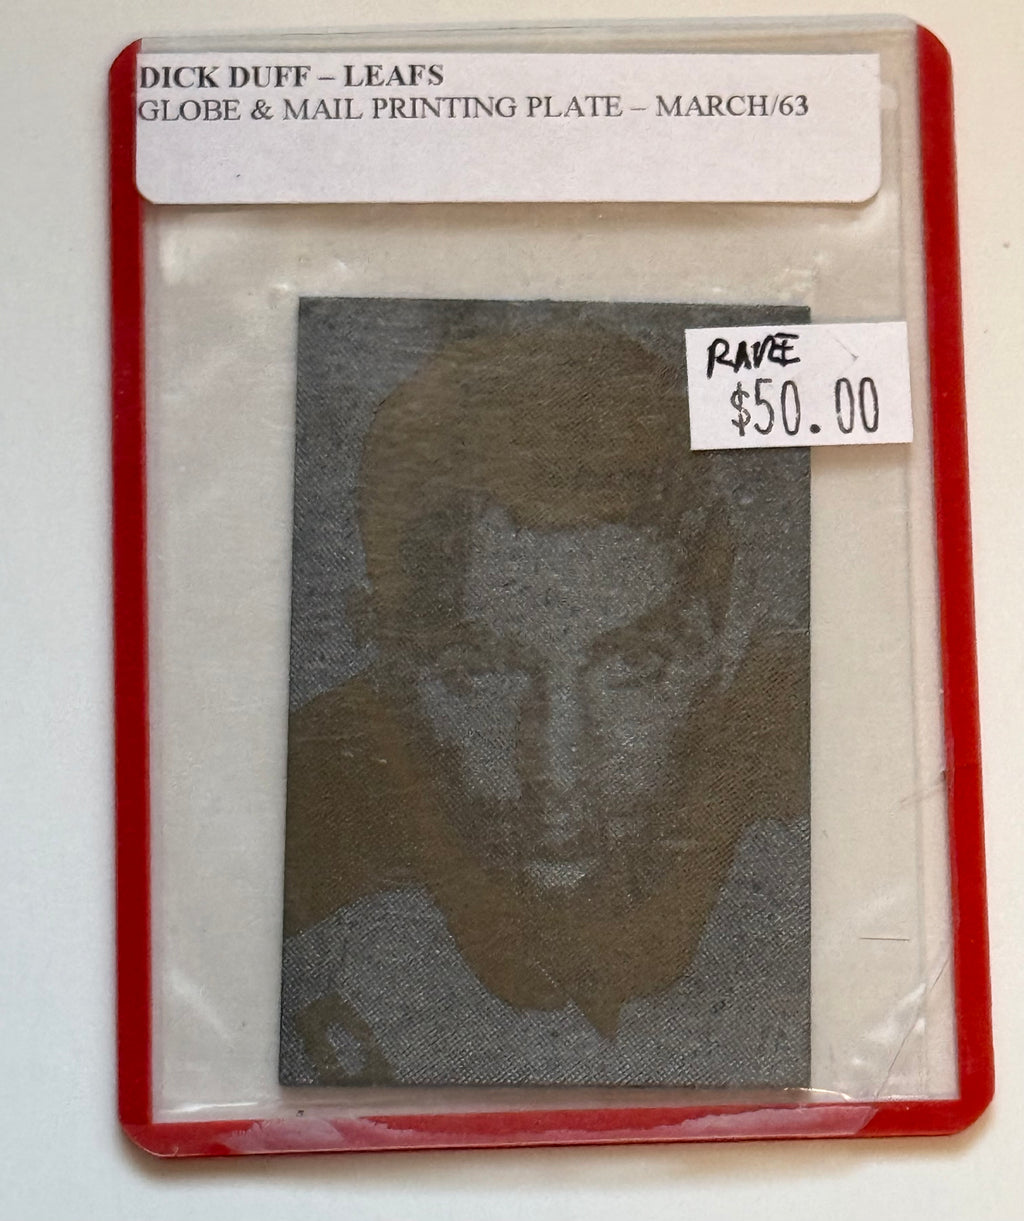 DICK DUFF – LEAFS
GLOBE & MAIL PRINTING PLATE – MARCH/63
RARE
$50.00